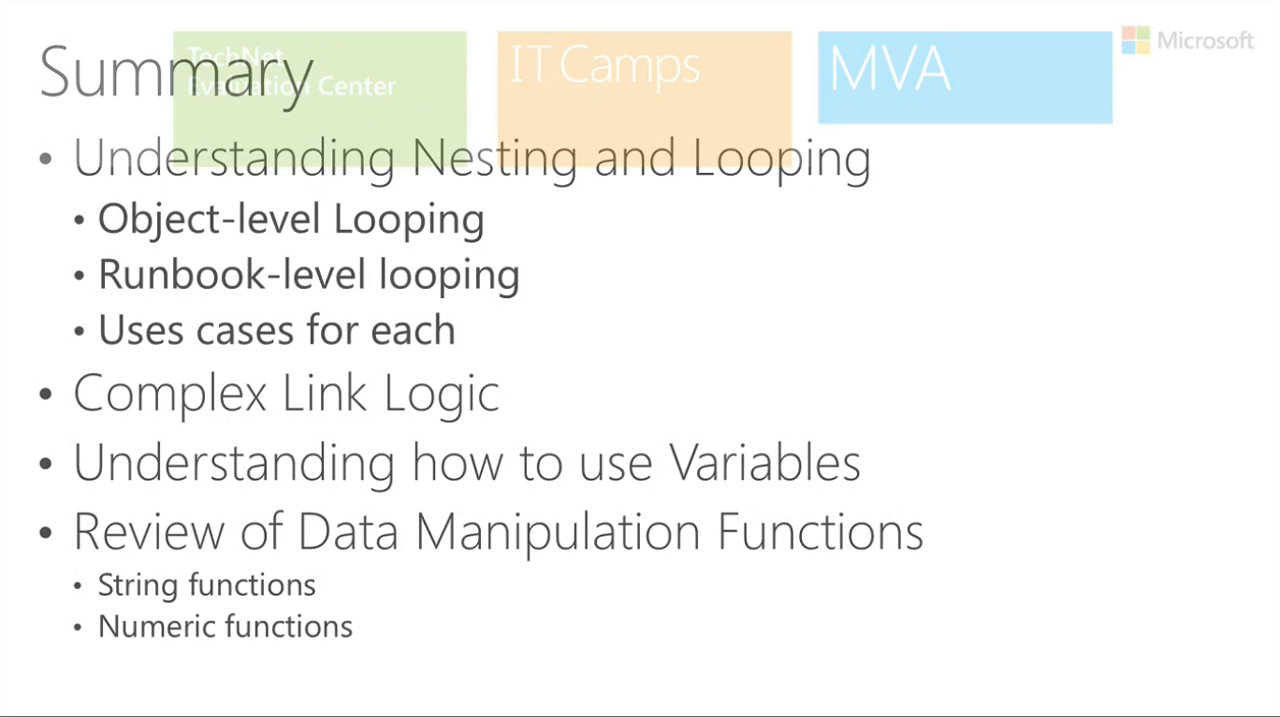 Summary
TechNet
Evaluation Center
IT Camps
MVA
Microsoft
• Understanding Nesting and Looping
• Object-level Looping
• Runbook-level looping
• Uses cases for each
• Complex Link Logic
• Understanding how to use Variables
• Review of Data Manipulation Functions
• String functions
• Numeric functions